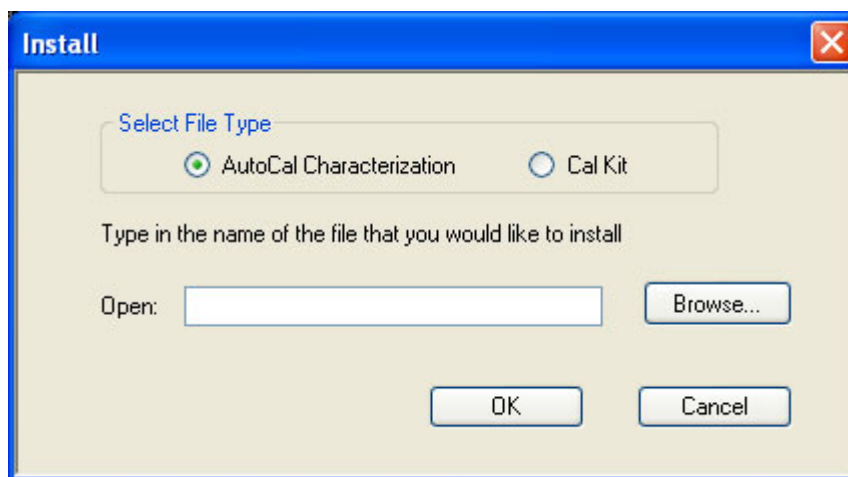 Install
Select File Type
AutoCal Characterization Cal Kit
Type in the name of the file that you would like to install
Open: Browse...
OK Cancel